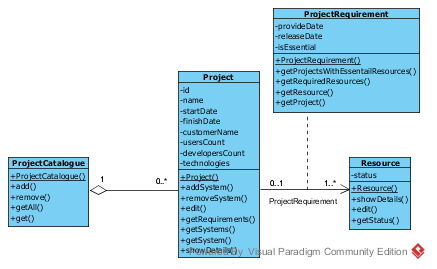 ProjectRequirement
-provideDate
-releaseDate
-isEssential
+ProjectRequirement()
+getProjectsWithEssentailResources()
+getRequiredResources()
+getResource()
+getProject()
Project
-id
-name
-startDate
-finishDate
-customerName
-usersCount
-developersCount
-technologies
+Project()
+addSystem()
+removeSystem()
+edit()
+getRequirements()
+getSystems()
+getSystem()
+showDetails()
ProjectCatalogue
+ProjectCatalogue()
+add()
+remove()
+getAll()
+get()
1
0..*
0..1
1..*
ProjectRequirement
Resource
-status
+Resource()
+showDetails()
+edit()
+getStatus()
Powered By Visual Paradigm Community Edition